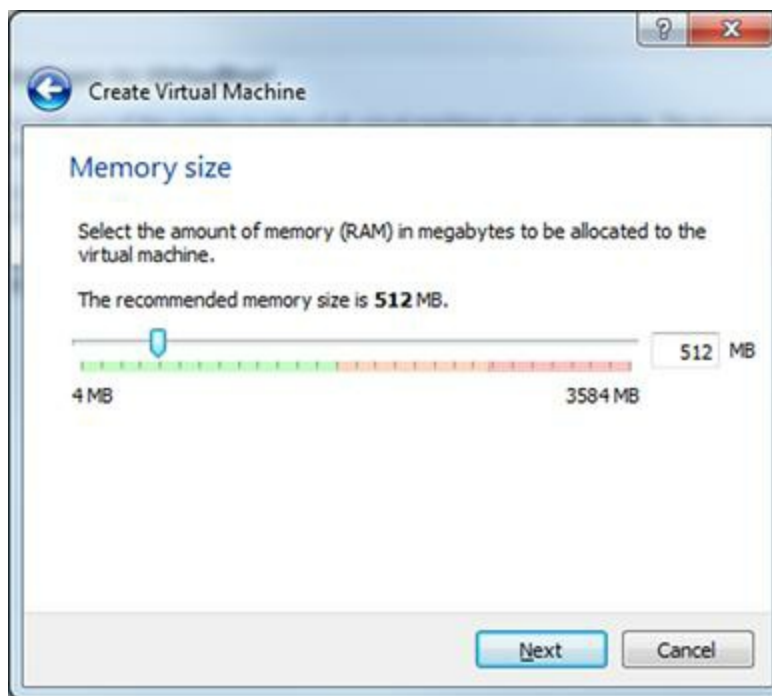 Create Virtual Machine
Memory size
Select the amount of memory (RAM) in megabytes to be allocated to the
virtual machine.
The recommended memory size is 512 MB.
512 MB
4 MB 3584 MB
Next Cancel